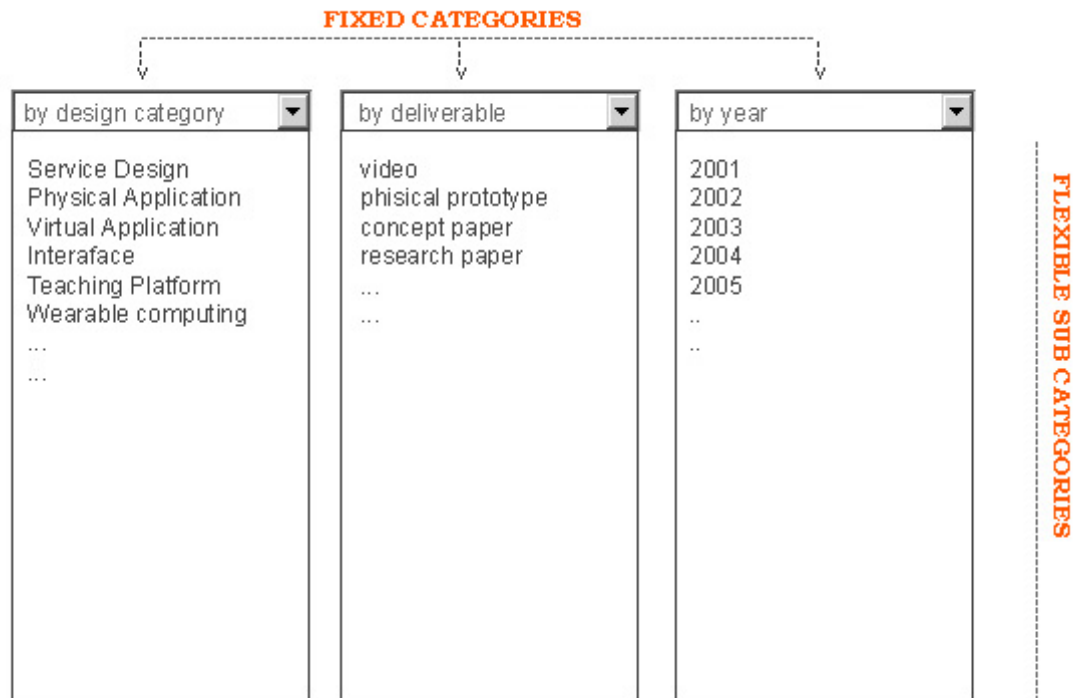 FIXED CATEGORIES
by design category
Service Design
Physical Application
Virtual Application
Interaface
Teaching Platform
Wearable computing
...
...
by deliverable
video
phisical prototype
concept paper
research paper
...
...
by year
2001
2002
2003
2004
2005
..
..
FLEXIBLE SUB CATEGORIES